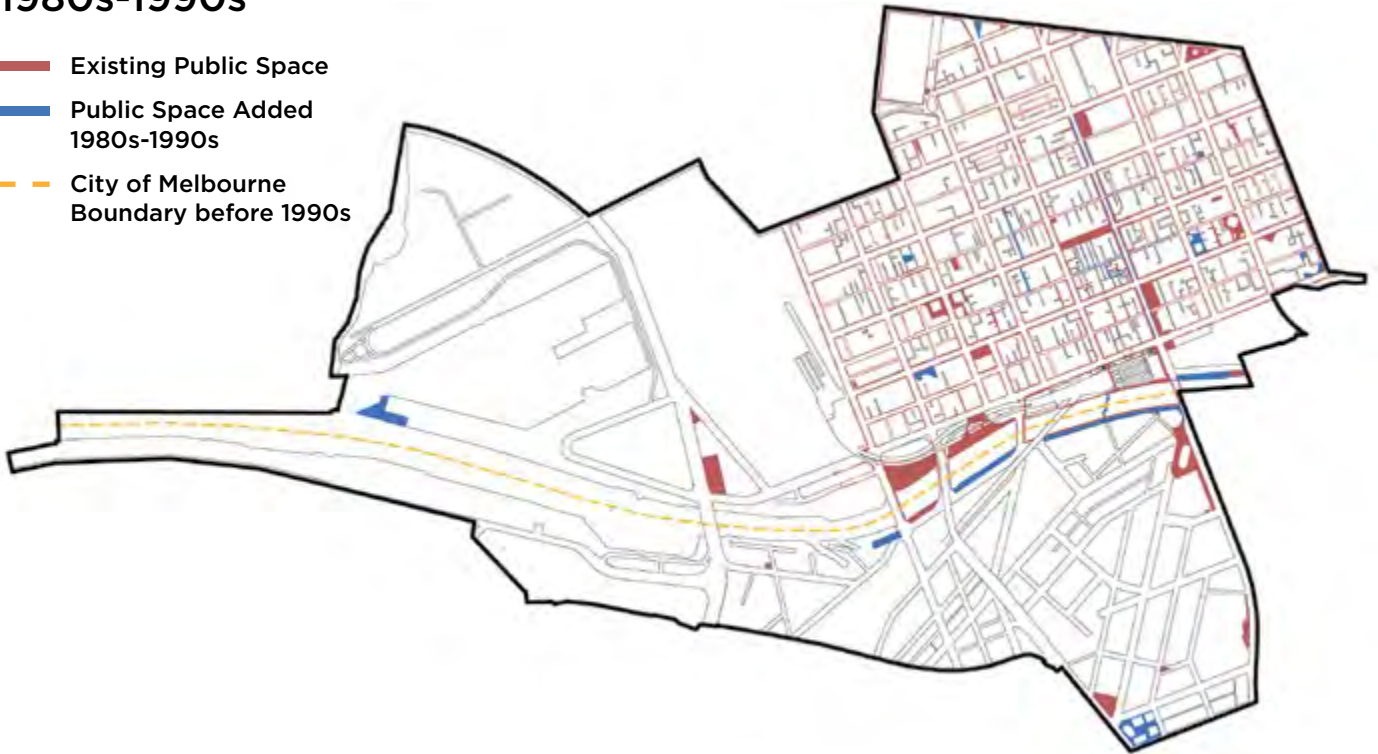 1980s-1990s
Existing Public Space
Public Space Added
1980s-1990s
City of Melbourne
Boundary before 1990s